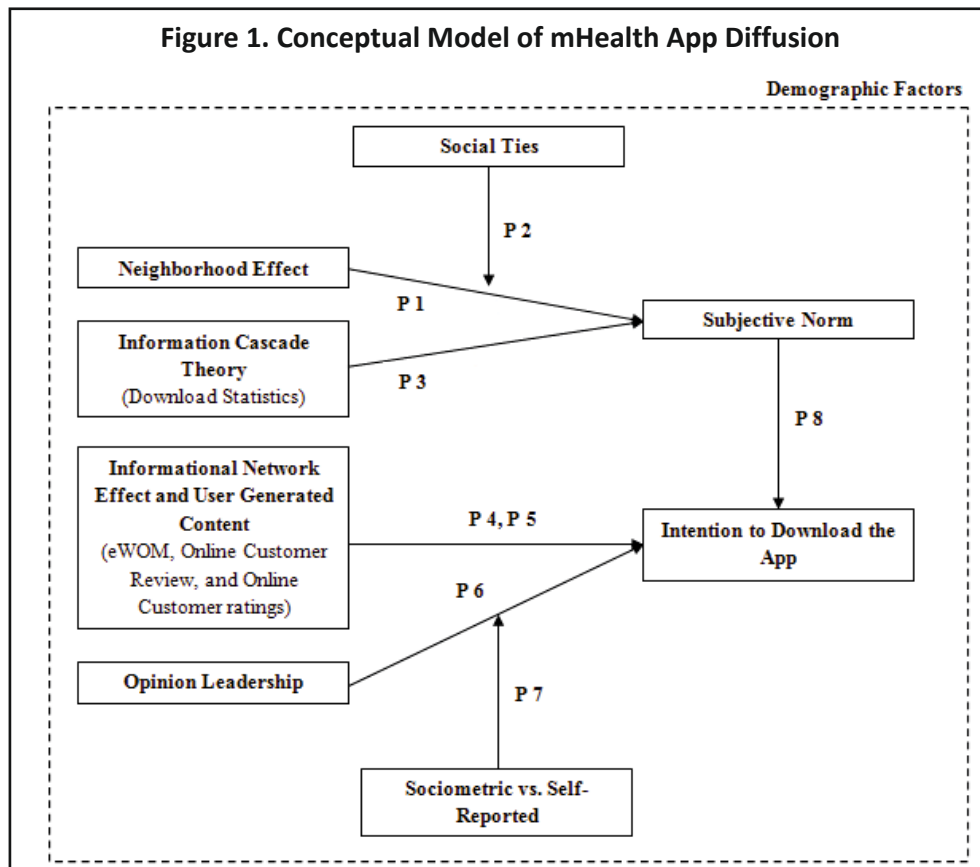 Figure 1. Conceptual Model of mHealth App Diffusion
Demographic Factors
Social Ties
P 2
Neighborhood Effect
P 1
Information Cascade
Theory
(Download Statistics)
P 3
Subjective Norm
P 8
Informational Network
Effect and User Generated
Content
(eWOM, Online Customer
Review, and Online
Customer ratings)
P 4, P 5
Intention to Download the
App
P 6
Opinion Leadership
P 7
Sociometric vs. Self-
Reported